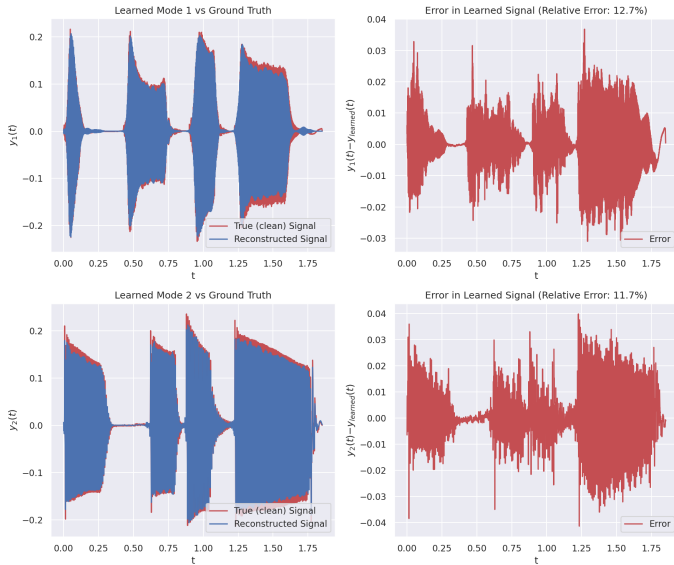 Learned Mode 1 vs Ground Truth
y1(t)
0.2
0.1
0.0
−0.1
−0.2
True (clean) Signal
Reconstructed Signal
0.00 0.25 0.50 0.75 1.00 1.25 1.50 1.75
t
Error in Learned Signal (Relative Error: 12.7%)
y1(t) − ylearned(t)
0.04
0.03
0.02
0.01
0.00
−0.01
−0.02
−0.03
Error
0.00 0.25 0.50 0.75 1.00 1.25 1.50 1.75
t
Learned Mode 2 vs Ground Truth
y2(t)
0.2
0.1
0.0
−0.1
−0.2
True (clean) Signal
Reconstructed Signal
0.00 0.25 0.50 0.75 1.00 1.25 1.50 1.75
t
Error in Learned Signal (Relative Error: 11.7%)
y2(t) − ylearned(t)
0.04
0.03
0.02
0.01
0.00
−0.01
−0.02
−0.03
−0.04
Error
0.00 0.25 0.50 0.75 1.00 1.25 1.50 1.75
t